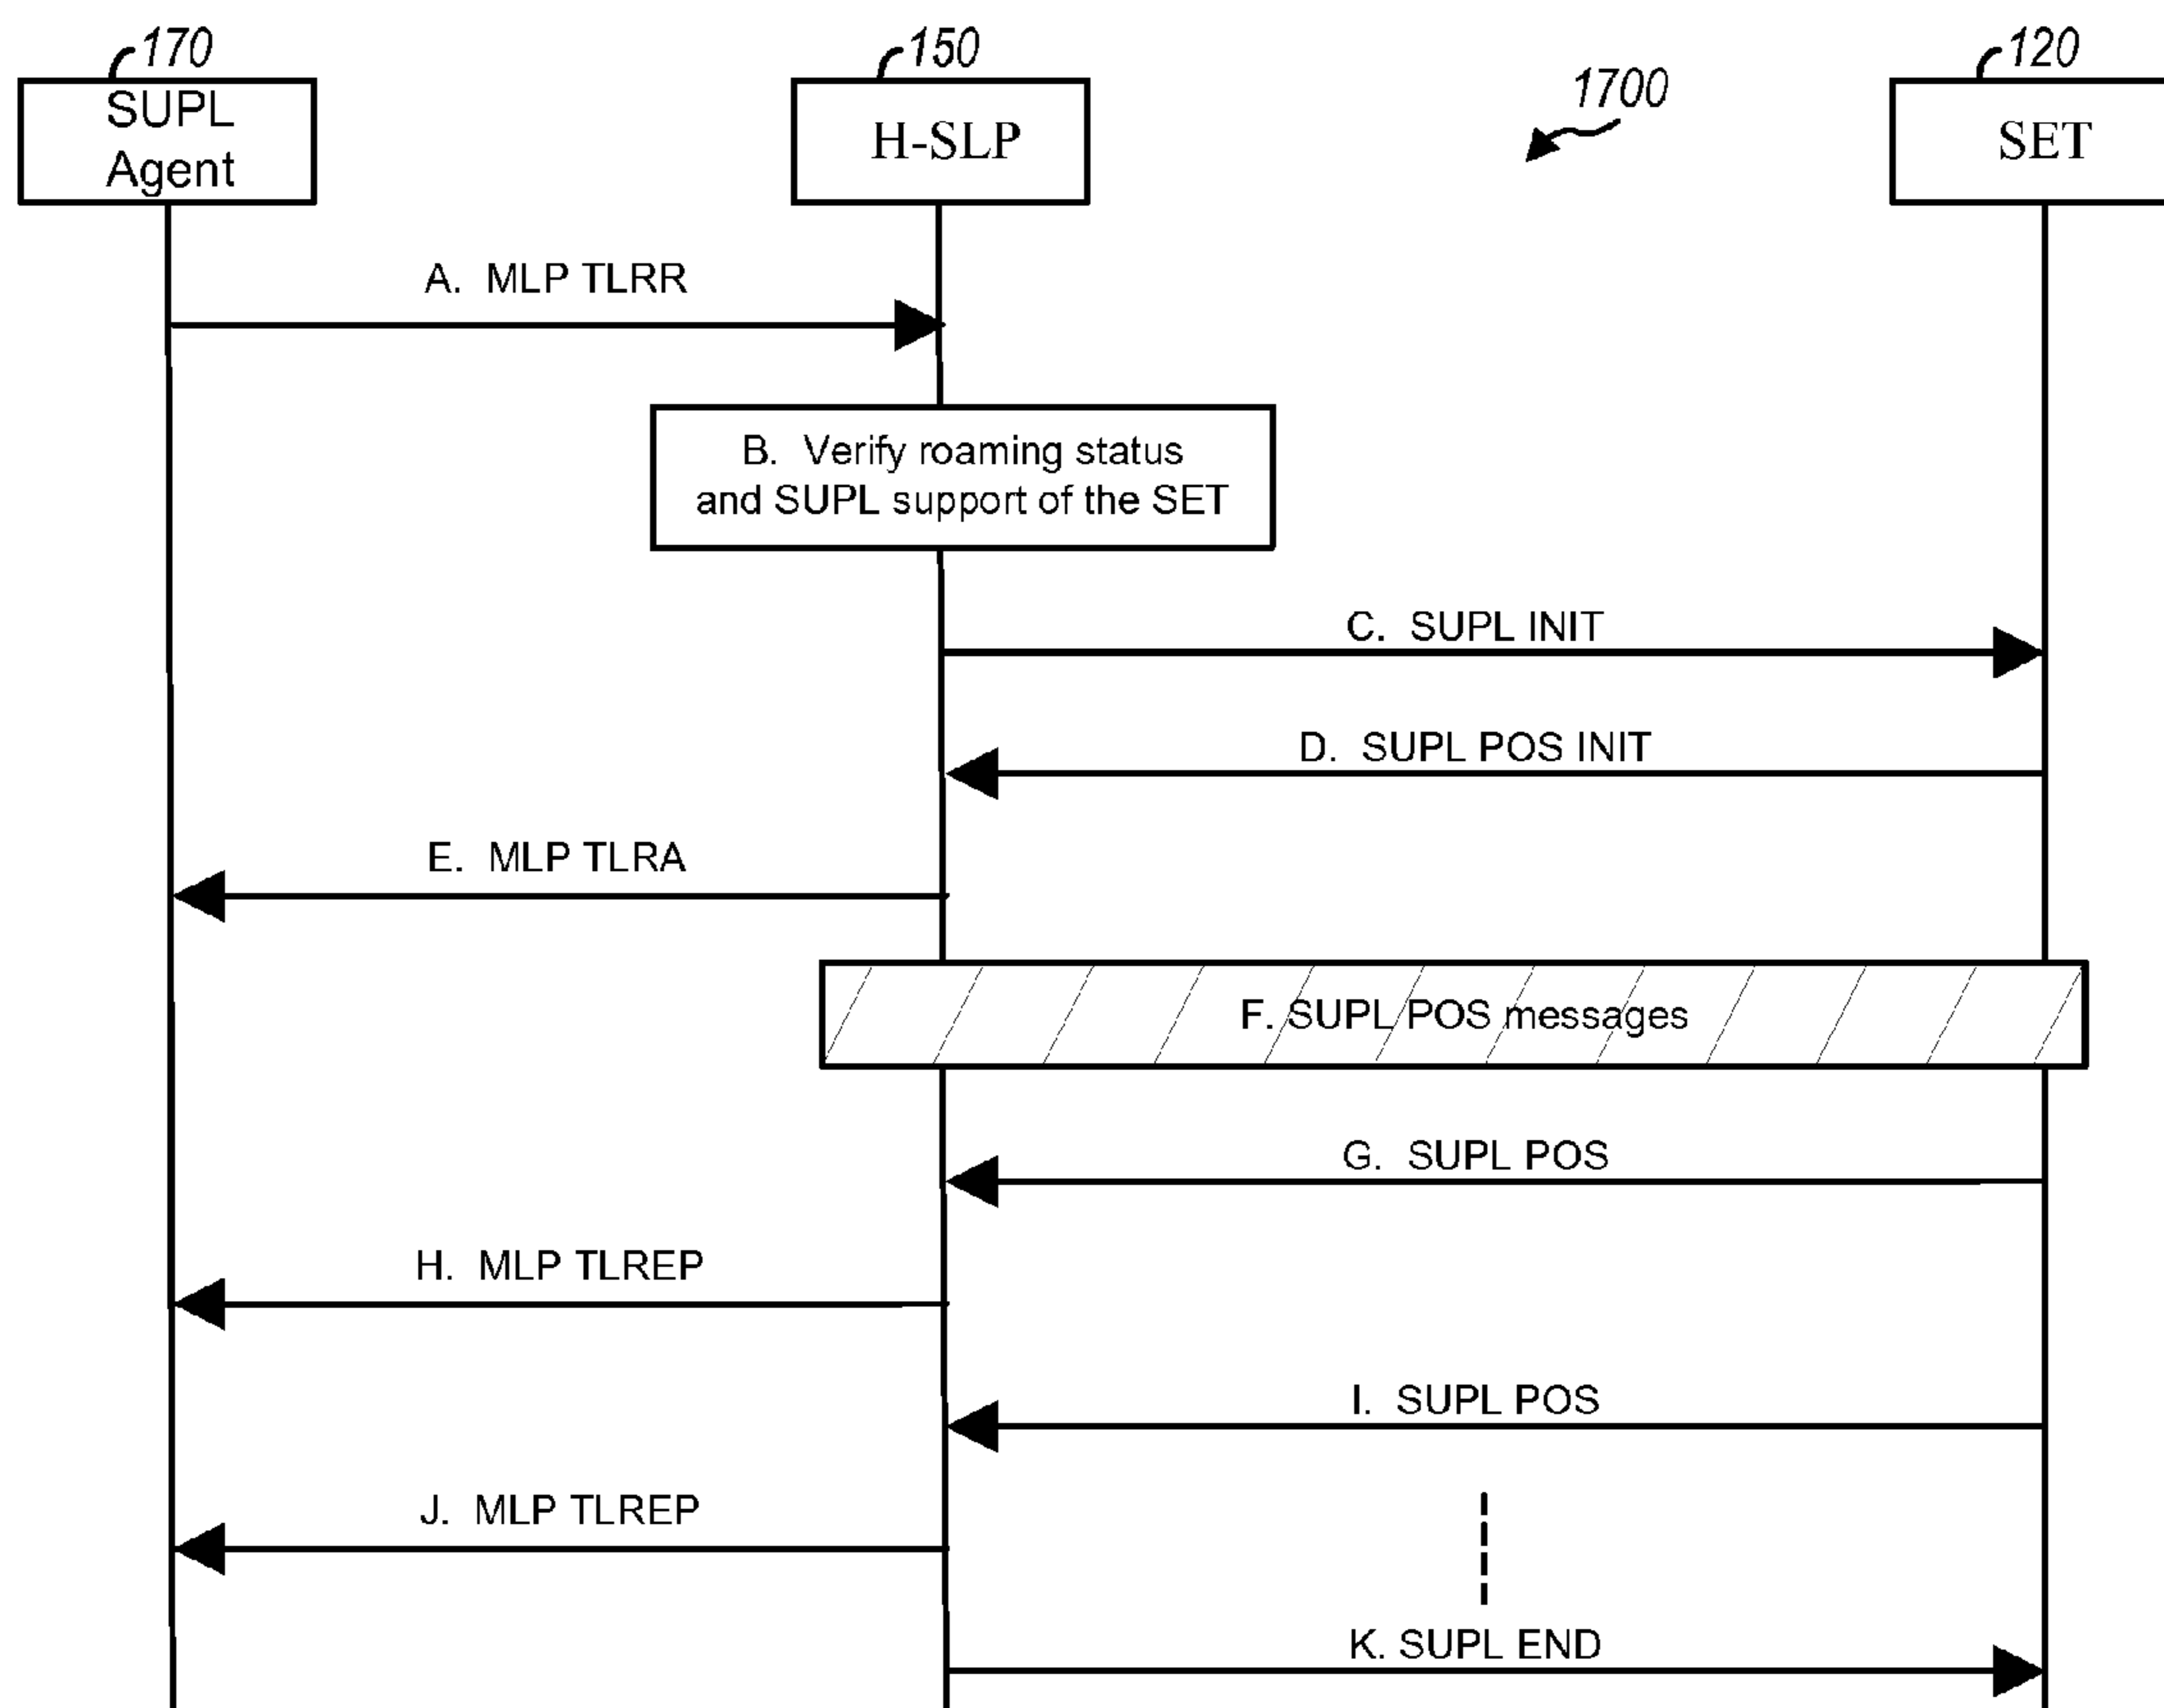 170
150
1700
120
SUPL
Agent
H-SLP
SET
A. MLP TLRR
B. Verify roaming status
and SUPL support of the SET
C. SUPL INIT
D. SUPL POS INIT
E. MLP TLRA
F. SUPL POS messages
G. SUPL POS
H. MLP TLREP
I. SUPL POS
J. MLP TLREP
K. SUPL END